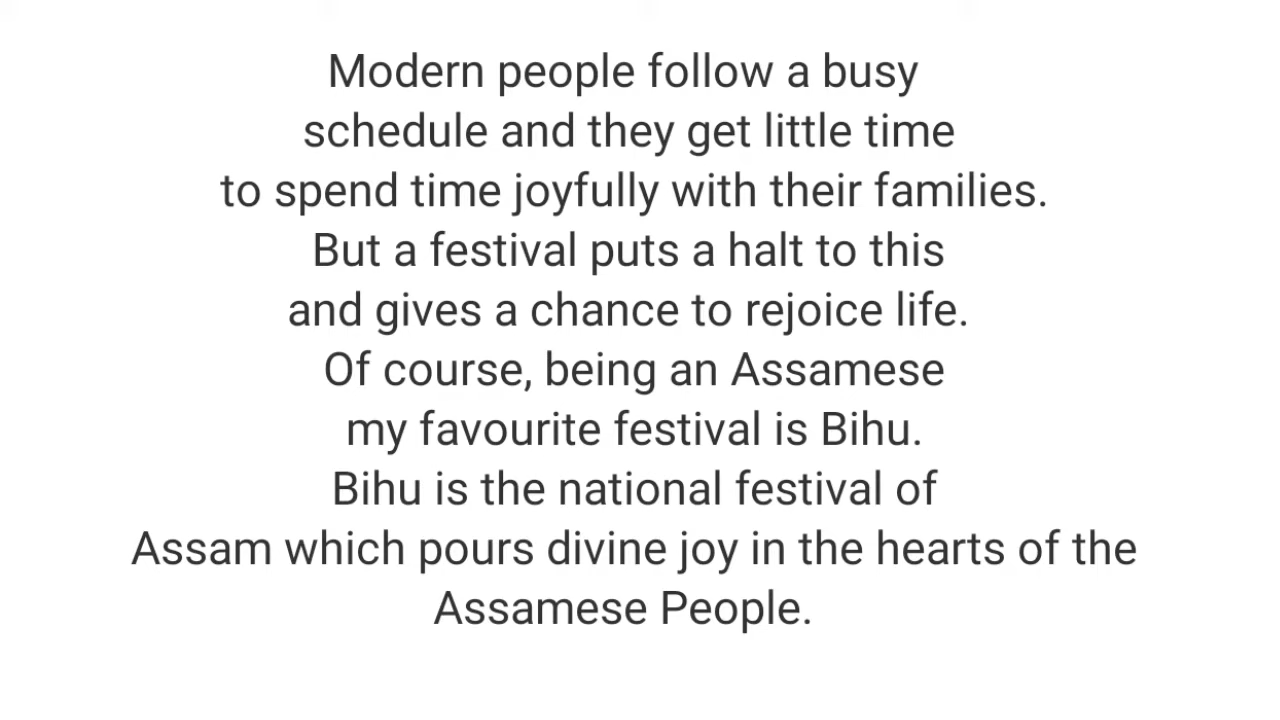 Modern people follow a busy
schedule and they get little time
to spend time joyfully with their families.
But a festival puts a halt to this
and gives a chance to rejoice life.
Of course, being an Assamese
my favourite festival is Bihu.
Bihu is the national festival of
Assam which pours divine joy in the hearts of the
Assamese People.